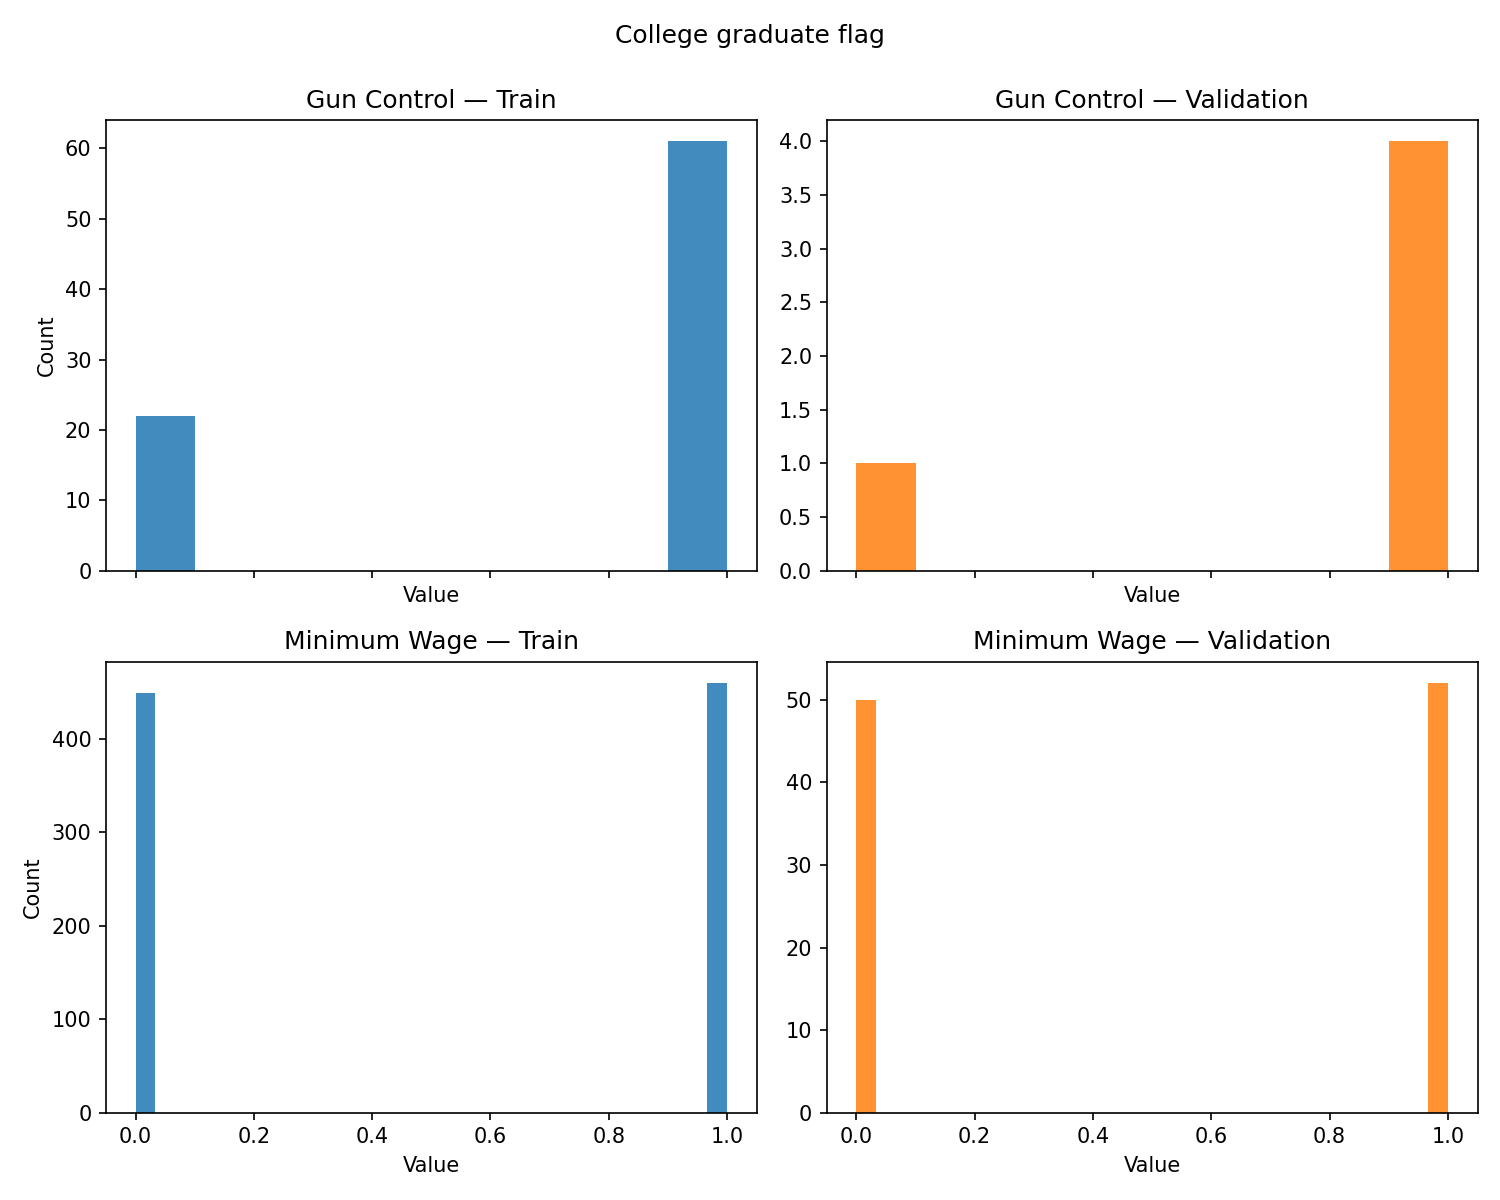 College graduate flag
Gun Control — Train
Gun Control — Validation
60
50
40
30
20
10
0
Count
Value
4.0
3.5
3.0
2.5
2.0
1.5
1.0
0.5
0.0
Value
Minimum Wage — Train
Minimum Wage — Validation
400
300
200
100
0
Count
0.0 0.2 0.4 0.6 0.8 1.0
Value
50
40
30
20
10
0
0.0 0.2 0.4 0.6 0.8 1.0
Value